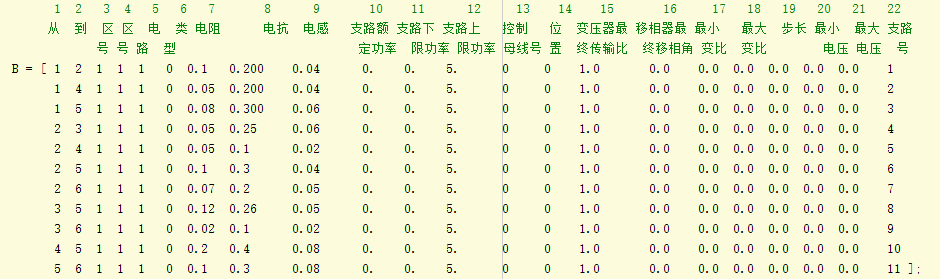 1 2 3 4 5 6 7 8 9 10 11 12 13 14 15 16 17 18 19 20 21 22
从 到 区 区 电 类 电阻 电抗 电感 支路额 支路下 支路上 控制 位 变压器最 移相器最 最小 最大 步长 最小 最大 支路
号 号 路 型 定功率 限功率 限功率 母线号 置 终传输比 终移相角 变比 变比 电压 电压 号
B = [ 1 2 1 1 1 0 0.1 0.200 0.04 0. 0. 5. 0 0 1.0 0.0 0.0 0.0 0.0 0.0 0.0 1
1 4 1 1 1 0 0.05 0.200 0.04 0. 0. 5. 0 0 1.0 0.0 0.0 0.0 0.0 0.0 0.0 2
1 5 1 1 1 0 0.08 0.300 0.06 0. 0. 5. 0 0 1.0 0.0 0.0 0.0 0.0 0.0 0.0 3
2 3 1 1 1 0 0.05 0.25 0.06 0. 0. 5. 0 0 1.0 0.0 0.0 0.0 0.0 0.0 0.0 4
2 4 1 1 1 0 0.05 0.1 0.02 0. 0. 5. 0 0 1.0 0.0 0.0 0.0 0.0 0.0 0.0 5
2 5 1 1 1 0 0.1 0.3 0.04 0. 0. 5. 0 0 1.0 0.0 0.0 0.0 0.0 0.0 0.0 6
2 6 1 1 1 0 0.07 0.2 0.05 0. 0. 5. 0 0 1.0 0.0 0.0 0.0 0.0 0.0 0.0 7
3 5 1 1 1 0 0.12 0.26 0.05 0. 0. 5. 0 0 1.0 0.0 0.0 0.0 0.0 0.0 0.0 8
3 6 1 1 1 0 0.02 0.1 0.02 0. 0. 5. 0 0 1.0 0.0 0.0 0.0 0.0 0.0 0.0 9
4 5 1 1 1 0 0.2 0.4 0.08 0. 0. 5. 0 0 1.0 0.0 0.0 0.0 0.0 0.0 0.0 10
5 6 1 1 1 0 0.1 0.3 0.08 0. 0. 5. 0 0 1.0 0.0 0.0 0.0 0.0 0.0 0.0 11 ];